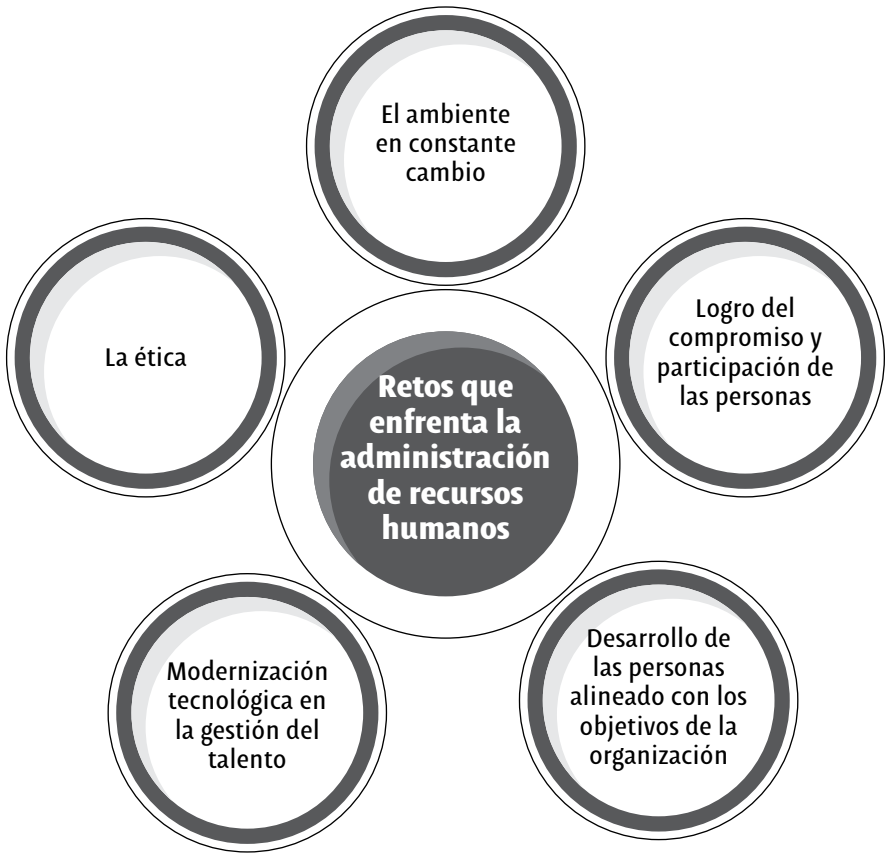 El ambiente
en constante
cambio
La ética
Logro del
compromiso y
participación de
las personas
Retos que
enfrenta la
administración
de recursos
humanos
Modernización
tecnológica en
la gestión del
talento
Desarrollo de
las personas
alineado con los
objetivos de la
organización